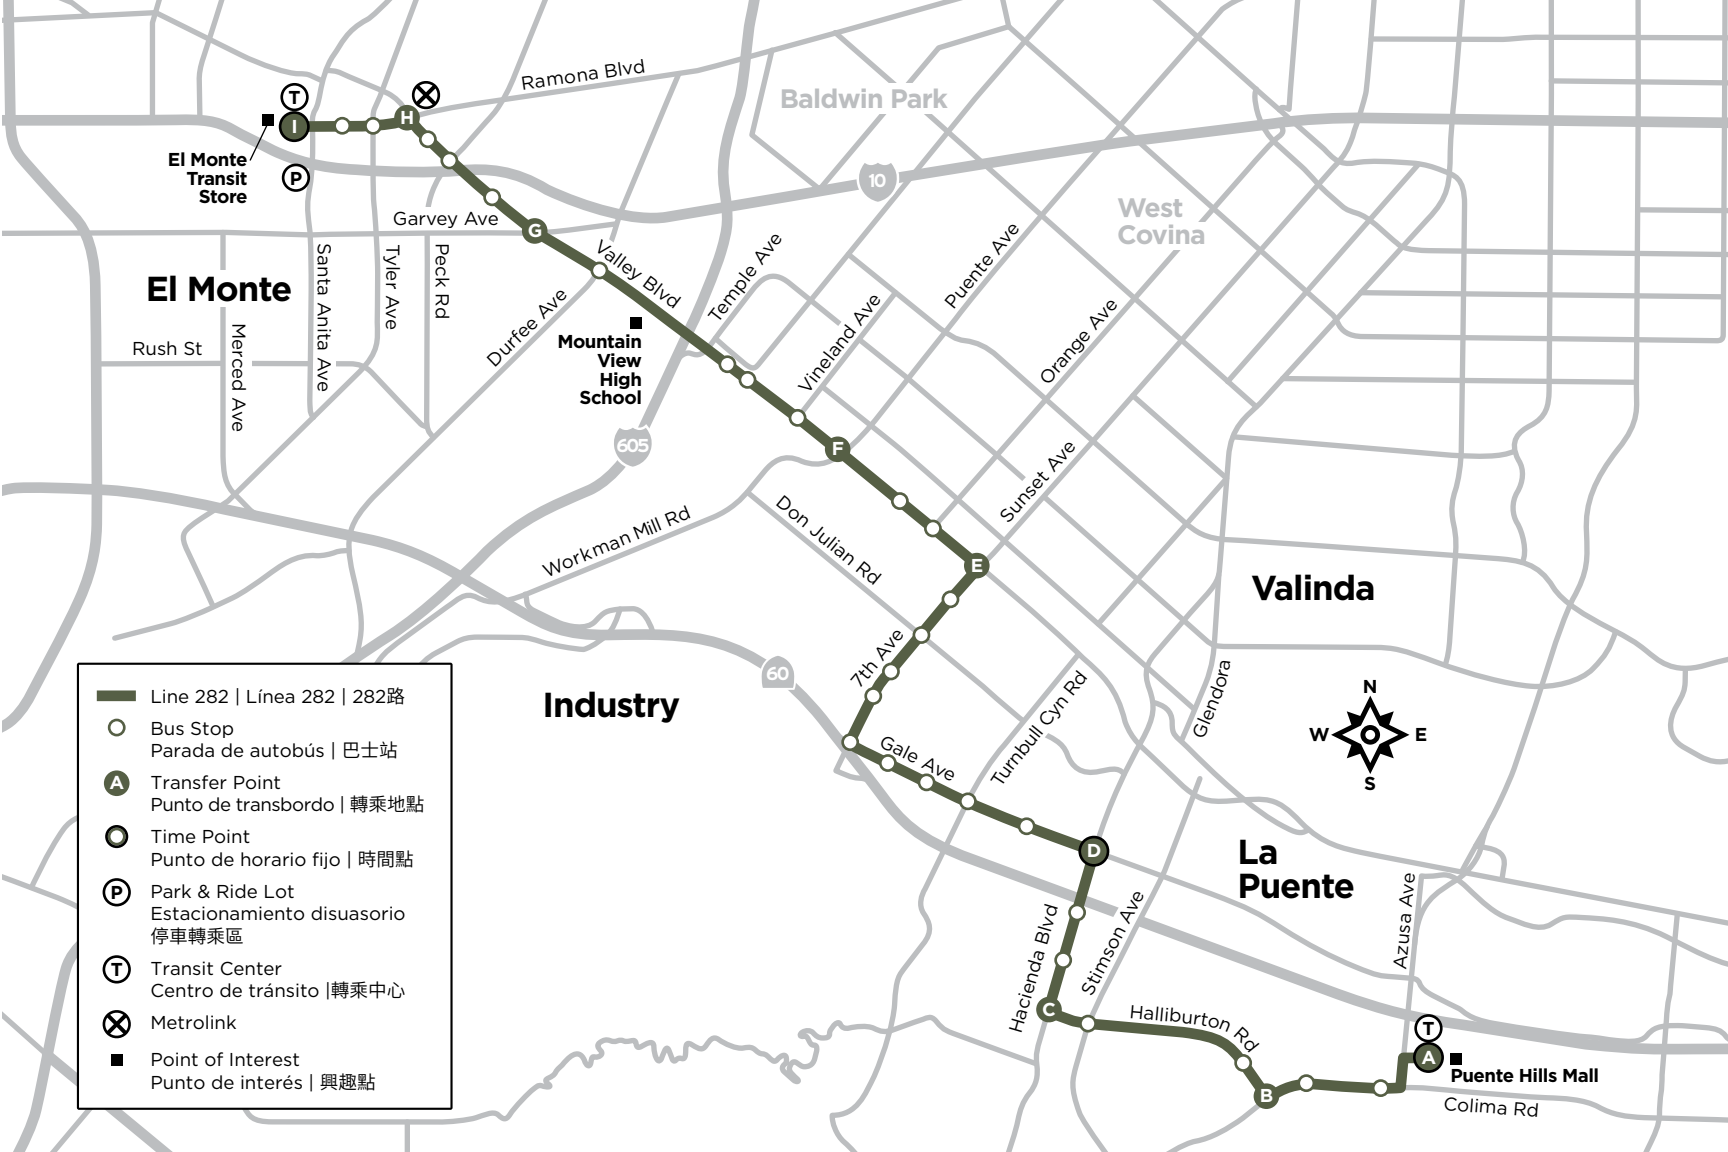 Ramona Blvd
Baldwin Park
T
I
H
El Monte
Transit
Store
P
10
Garvey Ave
G
West
Covina
Valley Blvd
Temple Ave
Puente Ave
El Monte
Santa Anita Ave
Tyler Ave
Peck Rd
Durfee Ave
Vineland Ave
Orange Ave
Rush St
Merced Ave
Mountain
View
High
School
605
F
Sunset Ave
Workman Mill Rd
Don Julian Rd
E
Valinda
7th Ave
60
Industry
Gale Ave
Turnbull Cyn Rd
Glendora
N
W
E
S
D
La
Puente
Hacienda Blvd
Stimson Ave
Azusa Ave
C
Halliburton Rd
T
A
Puente Hills Mall
B
Colima Rd
Line 282 | Línea 282 | 282路
Bus Stop
Parada de autobús | 巴士站
A
Transfer Point
Punto de transbordo | 轉乘地點
Time Point
Punto de horario fijo | 時間點
P
Park & Ride Lot
Estacionamiento disuasorio
停車轉乘區
T
Transit Center
Centro de tránsito |轉乘中心
Metrolink
Point of Interest
Punto de interés | 興趣點